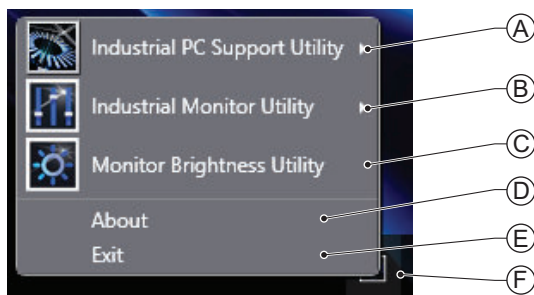 Industrial PC Support Utility
A
Industrial Monitor Utility
B
Monitor Brightness Utility
C
About
D
Exit
E
F